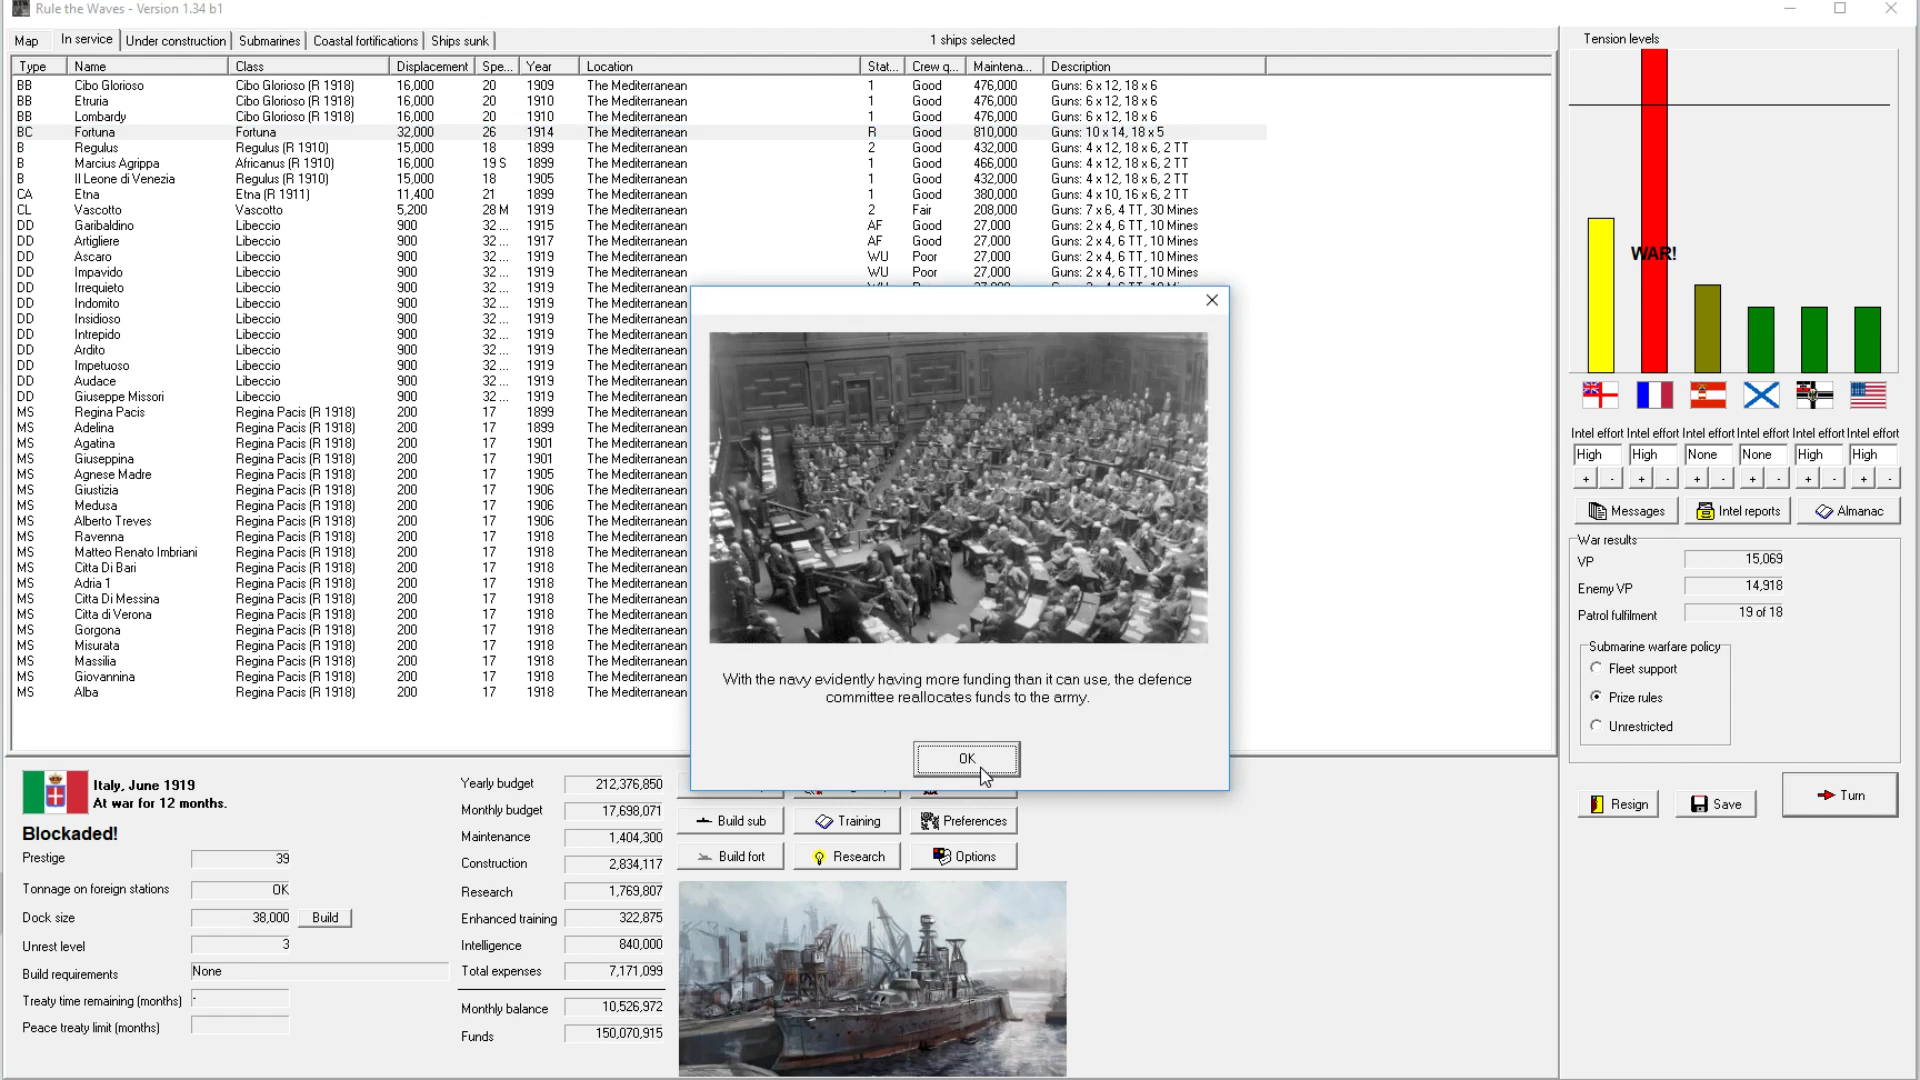 Rule the Waves - Version 1.34 b1
Map In service Under construction Submarines Coastal fortifications Ships sunk 1 ships selected
Type Name Class Displacement Spe... Year Location Stat... Crew q... Maintena... Description
BB Cibo Glorioso Cibo Glorioso (R 1918) 16,000 20 1909 The Mediterranean 1 Good 476,000 Guns: 6 x 12, 18 x 6
BB Etruria Cibo Glorioso (R 1918) 16,000 20 1910 The Mediterranean 1 Good 476,000 Guns: 6 x 12, 18 x 6
BB Lombardy Cibo Glorioso (R 1918) 16,000 20 1910 The Mediterranean 1 Good 476,000 Guns: 6 x 12, 18 x 6
BC Fortuna Fortuna 32,000 26 1914 The Mediterranean R Good 810,000 Guns: 10 x 14, 18 x 5
B Regulus Regulus (R 1910) 15,000 18 1899 The Mediterranean 2 Good 432,000 Guns: 4 x 12, 18 x 6, 2 TT
B Marcius Agrippa Africanus (R 1910) 16,000 19 S 1899 The Mediterranean 1 Good 466,000 Guns: 4 x 12, 18 x 6, 2 TT
B Il Leone di Venezia Regulus (R 1910) 15,000 18 1905 The Mediterranean 1 Good 432,000 Guns: 4 x 12, 18 x 6, 2 TT
CA Etna Etna (R 1911) 11,400 21 1899 The Mediterranean 1 Good 380,000 Guns: 4 x 10, 16 x 6, 2 TT
CL Vascotto Vascotto 5,200 28 M 1919 The Mediterranean 2 Fair 208,000 Guns: 7 x 6, 4 TT, 30 Mines
DD Garibaldino Libeccio 900 32 ... 1915 The Mediterranean AF Good 27,000 Guns: 2 x 4, 6 TT, 10 Mines
DD Artigliere Libeccio 900 32 ... 1917 The Mediterranean AF Good 27,000 Guns: 2 x 4, 6 TT, 10 Mines
DD Ascaro Libeccio 900 32 ... 1919 The Mediterranean WU Poor 27,000 Guns: 2 x 4, 6 TT, 10 Mines
DD Impavido Libeccio 900 32 ... 1919 The Mediterranean WU Poor 27,000 Guns: 2 x 4, 6 TT, 10 Mines
DD Irrequieto Libeccio 900 32 ... 1919 The Mediterranean
DD Indomito Libeccio 900 32 ... 1919 The Mediterranean
DD Insidioso Libeccio 900 32 ... 1919 The Mediterranean
DD Intrepido Libeccio 900 32 ... 1919 The Mediterranean
DD Ardito Libeccio 900 32 ... 1919 The Mediterranean
DD Impetuoso Libeccio 900 32 ... 1919 The Mediterranean
DD Audace Libeccio 900 32 ... 1919 The Mediterranean
DD Giuseppe Missori Libeccio 900 32 ... 1919 The Mediterranean
MS Regina Pacis Regina Pacis (R 1918) 200 17 1899 The Mediterranean
MS Adelina Regina Pacis (R 1918) 200 17 1899 The Mediterranean
MS Agatina Regina Pacis (R 1918) 200 17 1901 The Mediterranean
MS Giuseppina Regina Pacis (R 1918) 200 17 1901 The Mediterranean
MS Agnese Madre Regina Pacis (R 1918) 200 17 1905 The Mediterranean
MS Giustizia Regina Pacis (R 1918) 200 17 1906 The Mediterranean
MS Medusa Regina Pacis (R 1918) 200 17 1906 The Mediterranean
MS Alberto Treves Regina Pacis (R 1918) 200 17 1906 The Mediterranean
MS Ravenna Regina Pacis (R 1918) 200 17 1918 The Mediterranean
MS Matteo Renato Imbriani Regina Pacis (R 1918) 200 17 1918 The Mediterranean
MS Citta Di Bari Regina Pacis (R 1918) 200 17 1918 The Mediterranean
MS Adria 1 Regina Pacis (R 1918) 200 17 1918 The Mediterranean
MS Citta Di Messina Regina Pacis (R 1918) 200 17 1918 The Mediterranean
MS Citta di Verona Regina Pacis (R 1918) 200 17 1918 The Mediterranean
MS Gorgona Regina Pacis (R 1918) 200 17 1918 The Mediterranean
MS Misurata Regina Pacis (R 1918) 200 17 1918 The Mediterranean
MS Massilia Regina Pacis (R 1918) 200 17 1918 The Mediterranean
MS Giovannina Regina Pacis (R 1918) 200 17 1918 The Mediterranean
MS Alba Regina Pacis (R 1918) 200 17 1918 The Mediterranean
With the navy evidently having more funding than it can use, the defence
committee reallocates funds to the army.
OK
Italy, June 1919
At war for 12 months.
Blockaded!
Prestige 39
Tonnage on foreign stations OK
Dock size 38,000 Build
Unrest level 3
Build requirements None
Treaty time remaining (months) -
Peace treaty limit (months)
Yearly budget 212,376,850
Monthly budget 17,698,071
Maintenance 1,404,300
Construction 2,834,117
Research 1,769,807
Enhanced training 322,875
Intelligence 840,000
Total expenses 7,171,099
Monthly balance 10,526,972
Funds 150,070,915
Build sub Training Preferences
Build fort Research Options
Tension levels
WAR!
Intel effort Intel effort Intel effort Intel effort Intel effort Intel effort
High High None None High High
+ - + - + - + - + - + -
Messages Intel reports Almanac
War results
VP 15,069
Enemy VP 14,918
Patrol fulfilment 19 of 18
Submarine warfare policy
Fleet support
Prize rules
Unrestricted
Resign Save Turn